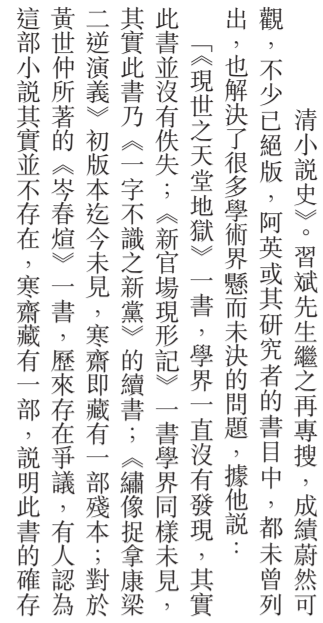 清小說史》。習斌先生繼之再專搜，成績蔚然可
觀，不少已絕版，阿英或其研究者的書目中，都未曾列
出，也解決了很多學術界懸而未決的問題，據他說：
「《現世之天堂地獄》一書，學界一直沒有發現，其實
此書並沒有佚失；《新官場現形記》一書學界同樣未見，
其實此書乃《一字不識之新黨》的續書；《繡像捉拿康梁
二逆演義》初版本迄今未見，寒齋即藏有一部殘本；對於
黃世仲所著的《岑春煊》一書，歷來存在爭議，有人認為
這部小說其實並不存在，寒齋藏有一部，說明此書的確存